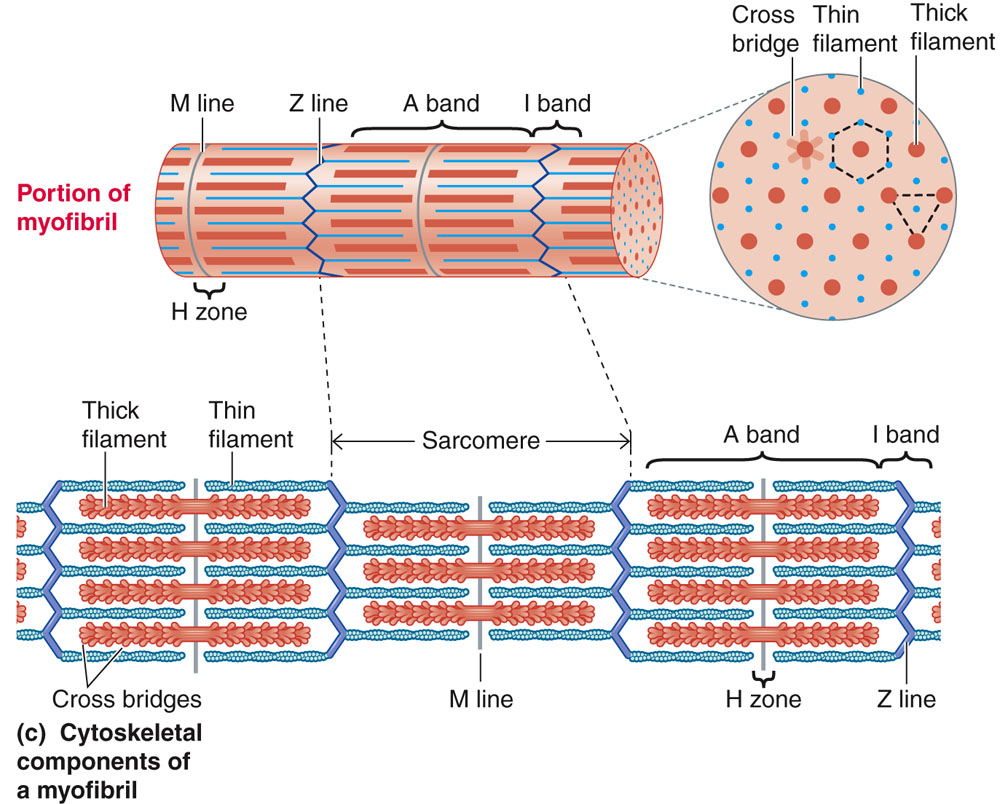 Cross bridge
Thin filament
Thick filament
M line
Z line
A band
I band
Portion of
myofibril
H zone
Thick
filament
Thin
filament
Sarcomere
A band
I band
Cross bridges
M line
H zone
Z line
(c) Cytoskeletal
components of
a myofibril